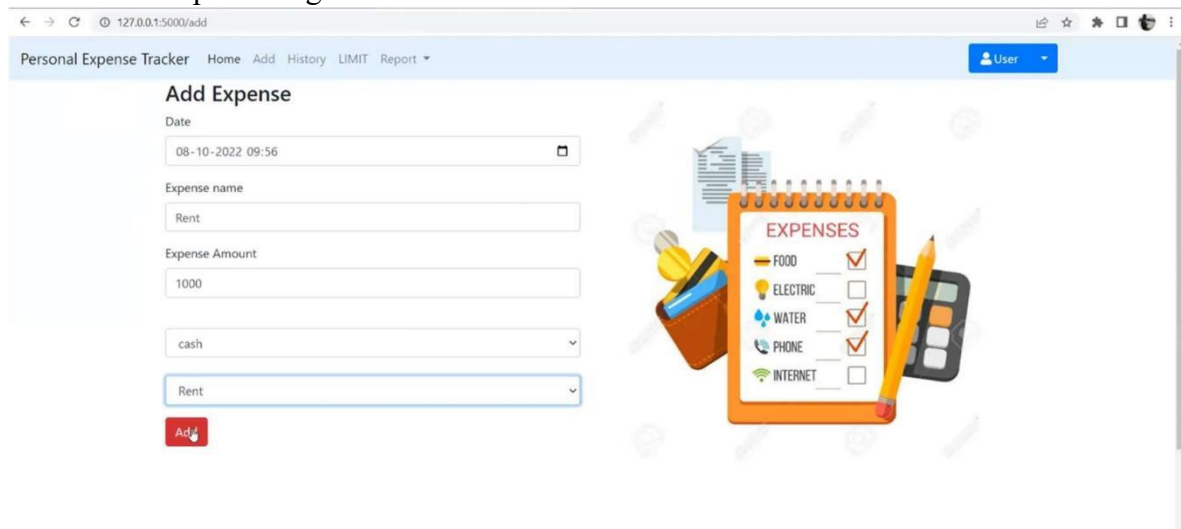 127.0.0.1:5000/add
Personal Expense Tracker Home Add History LIMIT Report
User
Add Expense
Date
08-10-2022 09:56
Expense name
Rent
Expense Amount
1000
cash
Rent
Add
EXPENSES
FOOD
ELECTRIC
WATER
PHONE
INTERNET